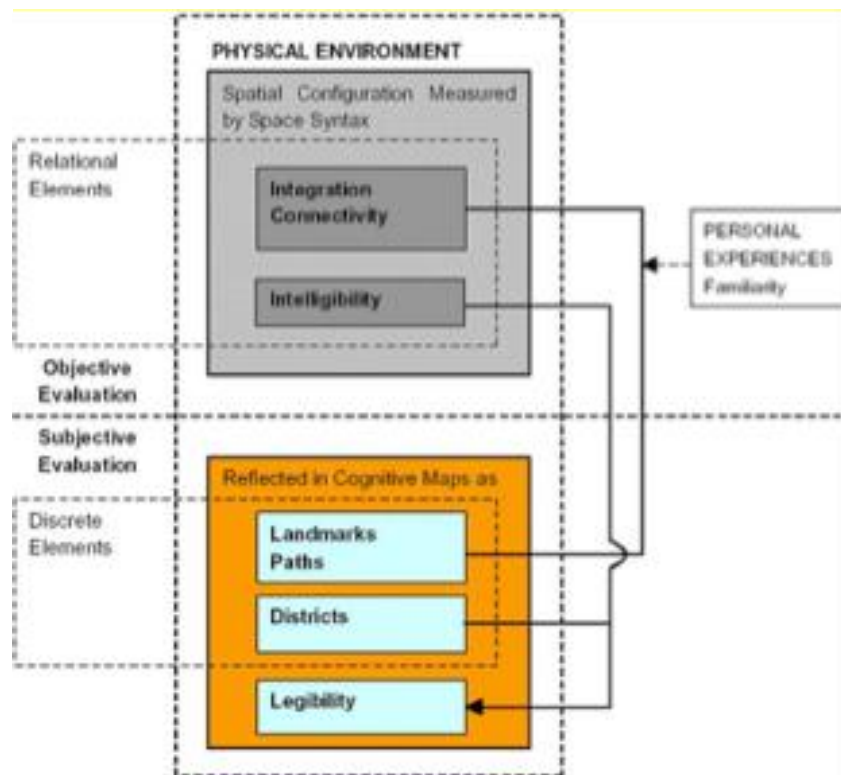 PHYSICAL ENVIRONMENT
Spatial Configuration Measured
by Space Syntax
Relational
Elements
Integration
Connectivity
Intelligibility
PERSONAL
EXPERIENCES
Familiarity
Objective
Evaluation
Subjective
Evaluation
Reflected in Cognitive Maps as
Discrete
Elements
Landmarks
Paths
Districts
Legibility